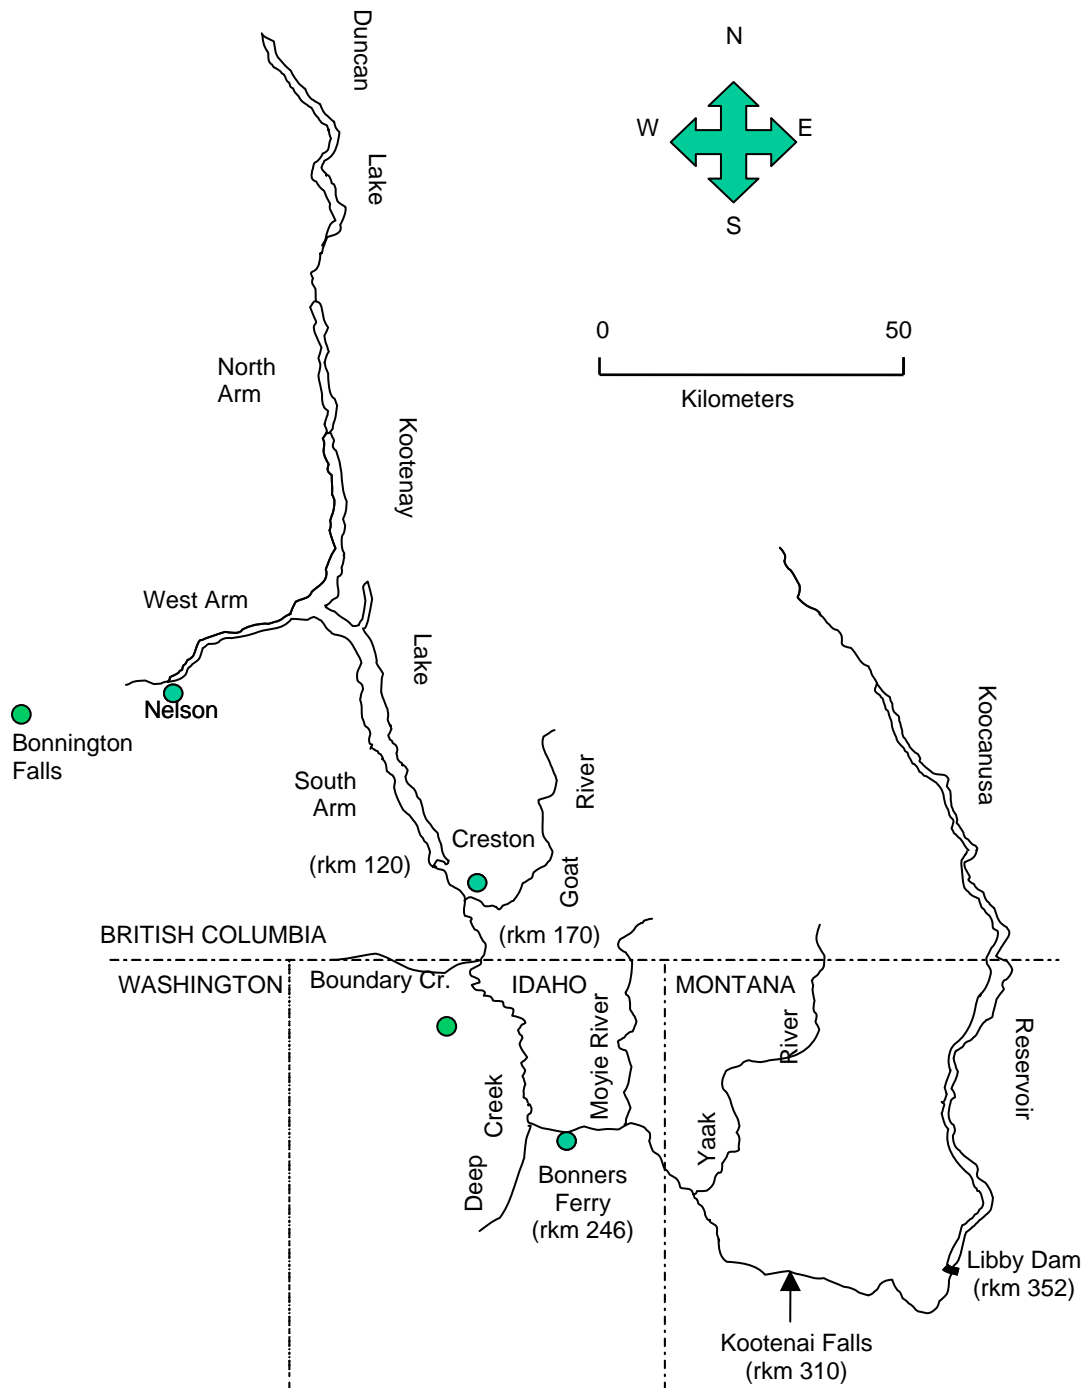 Duncan
Lake
N
W
E
S
0
50
Kilometers
North
Arm
Kootenay
Lake
West Arm
Nelson
Bonnington
Falls
South
Arm
(rkm 120)
Creston
River
Goat
Koocanusa
Reservoir
(rkm 170)
BRITISH COLUMBIA
WASHINGTON
Boundary Cr.
IDAHO
MONTANA
Moyie River
River
Yaak
Creek
Deep
Bonners
Ferry
(rkm 246)
Libby Dam
(rkm 352)
Kootenai Falls
(rkm 310)